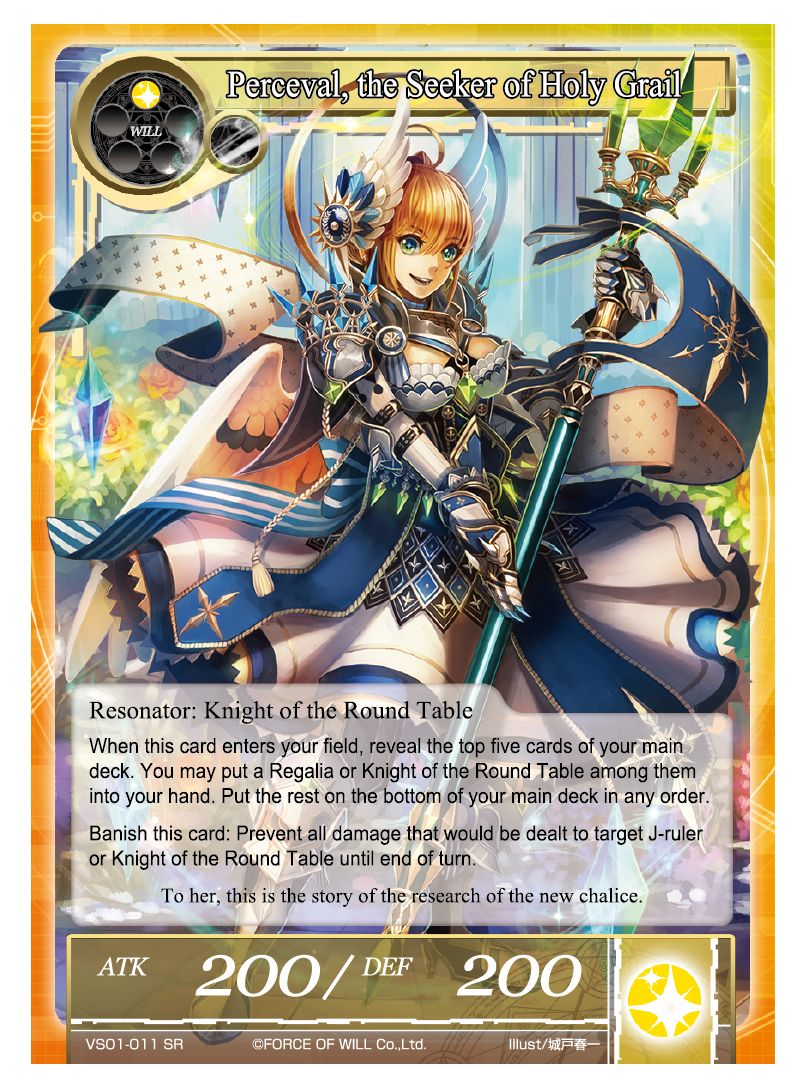 Perceval, the Seeker of Holy Grail
WILL
Resonator: Knight of the Round Table
When this card enters your field, reveal the top five cards of your main
deck. You may put a Regalia or Knight of the Round Table among them
into your hand. Put the rest on the bottom of your main deck in any order.
Banish this card: Prevent all damage that would be dealt to target J-ruler
or Knight of the Round Table until end of turn.
To her, this is the story of the research of the new chalice.
ATK 200 / DEF 200
VS01-011 SR ©FORCE OF WILL Co.,Ltd. Illust/城戸春一